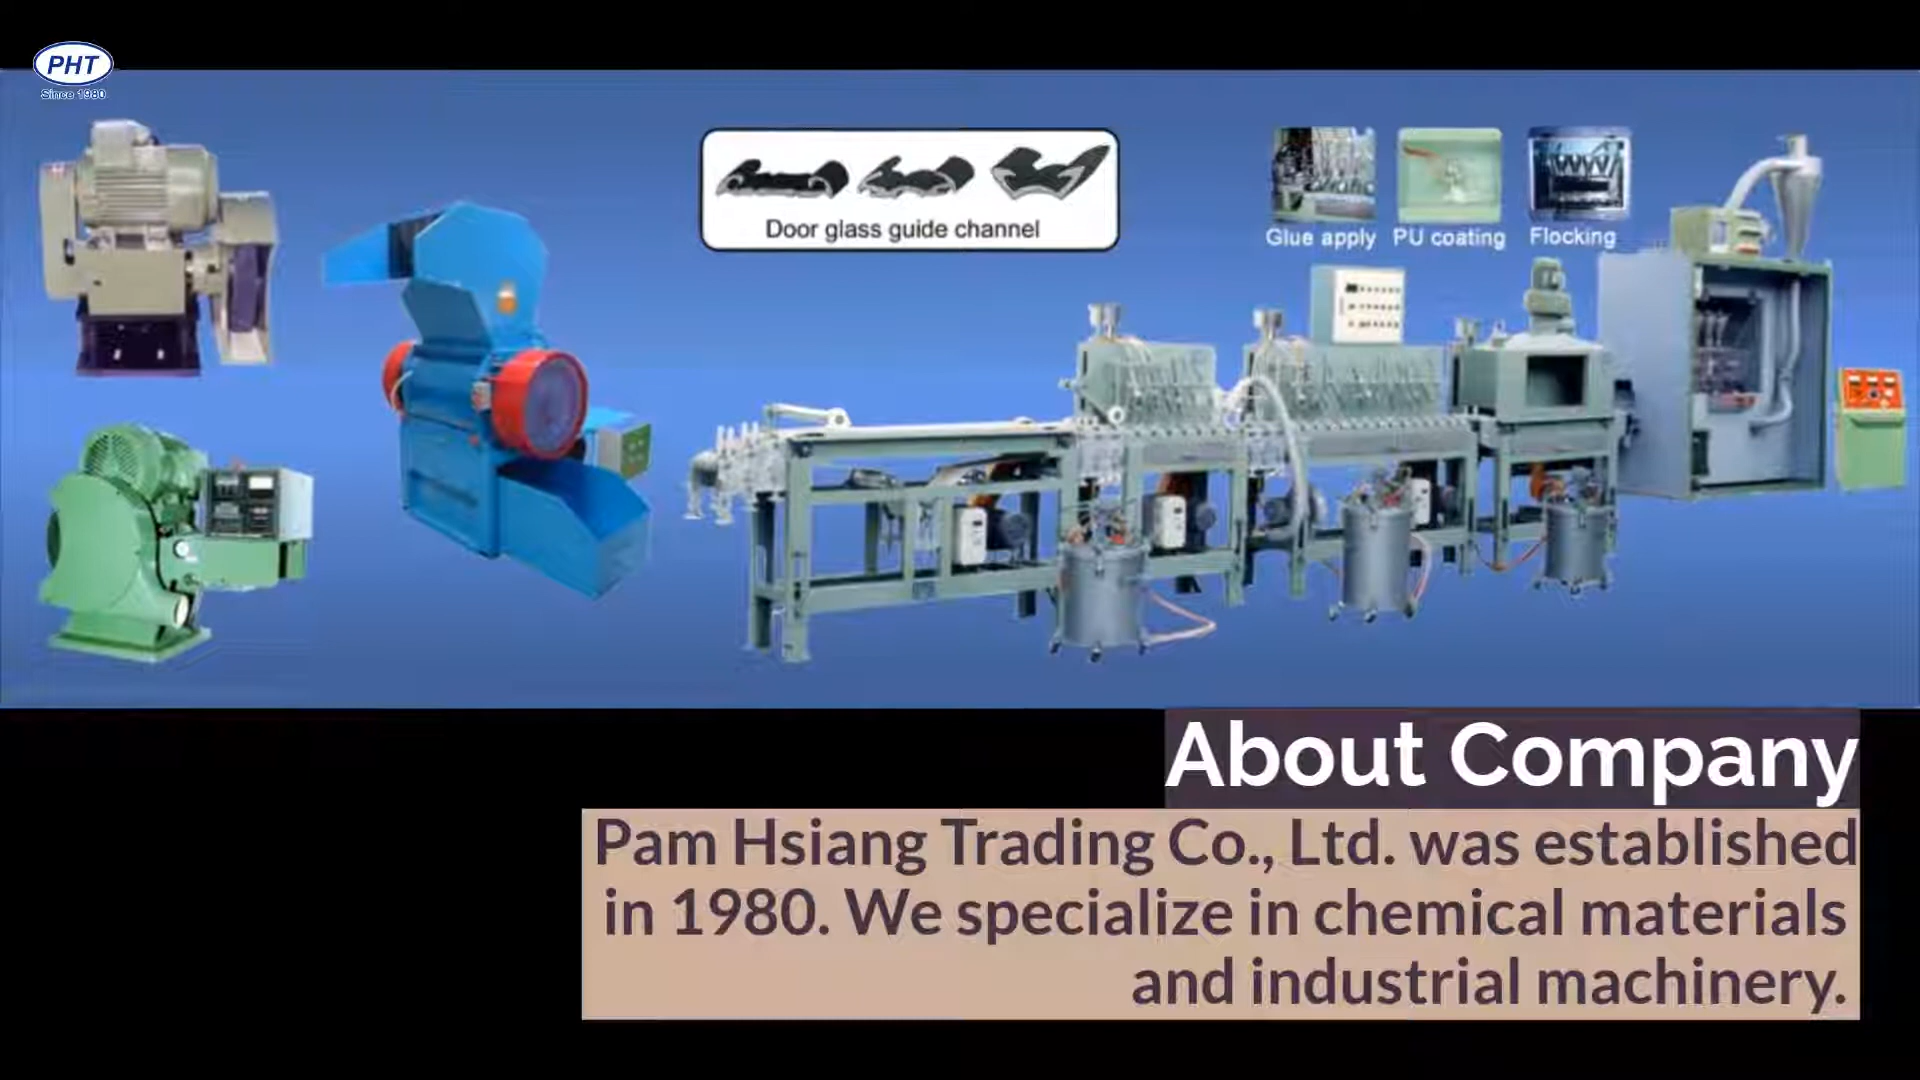 PHT
Since 1980
Door glass guide channel
Glue apply
PU coating
Flocking
About Company
Pam Hsiang Trading Co., Ltd. was established
in 1980. We specialize in chemical materials
and industrial machinery.